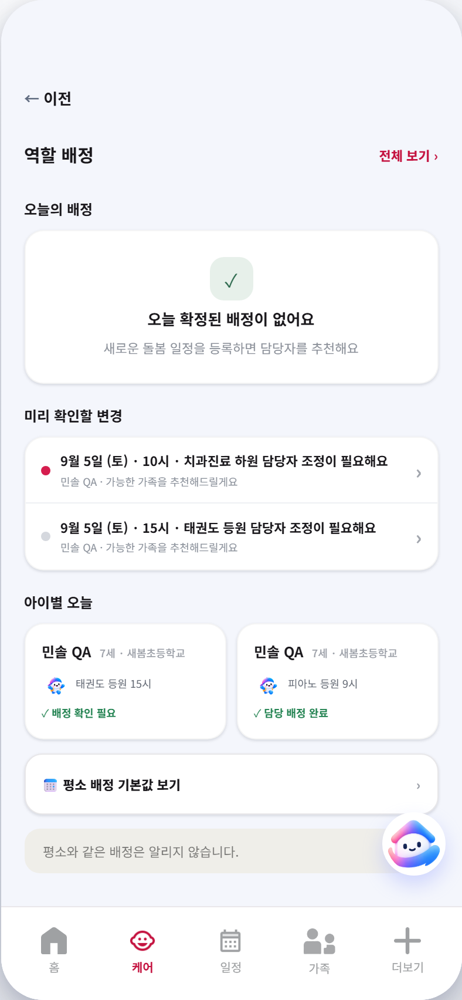 ← 이전
역할 배정
전체 보기 ›
오늘의 배정
✓
오늘 확정된 배정이 없어요
새로운 돌봄 일정을 등록하면 담당자를 추천해요
미리 확인할 변경
9월 5일 (토) · 10시 · 치과진료 하원 담당자 조정이 필요해요
민솔 QA · 가능한 가족을 추천해드릴게요
›
9월 5일 (토) · 15시 · 태권도 등원 담당자 조정이 필요해요
민솔 QA · 가능한 가족을 추천해드릴게요
›
아이별 오늘
민솔 QA 7세 · 새봄초등학교
태권도 등원 15시
✓ 배정 확인 필요
민솔 QA 7세 · 새봄초등학교
피아노 등원 9시
✓ 담당 배정 완료
평소 배정 기본값 보기 ›
평소와 같은 배정은 알리지 않습니다.
홈
케어
일정
가족
더보기